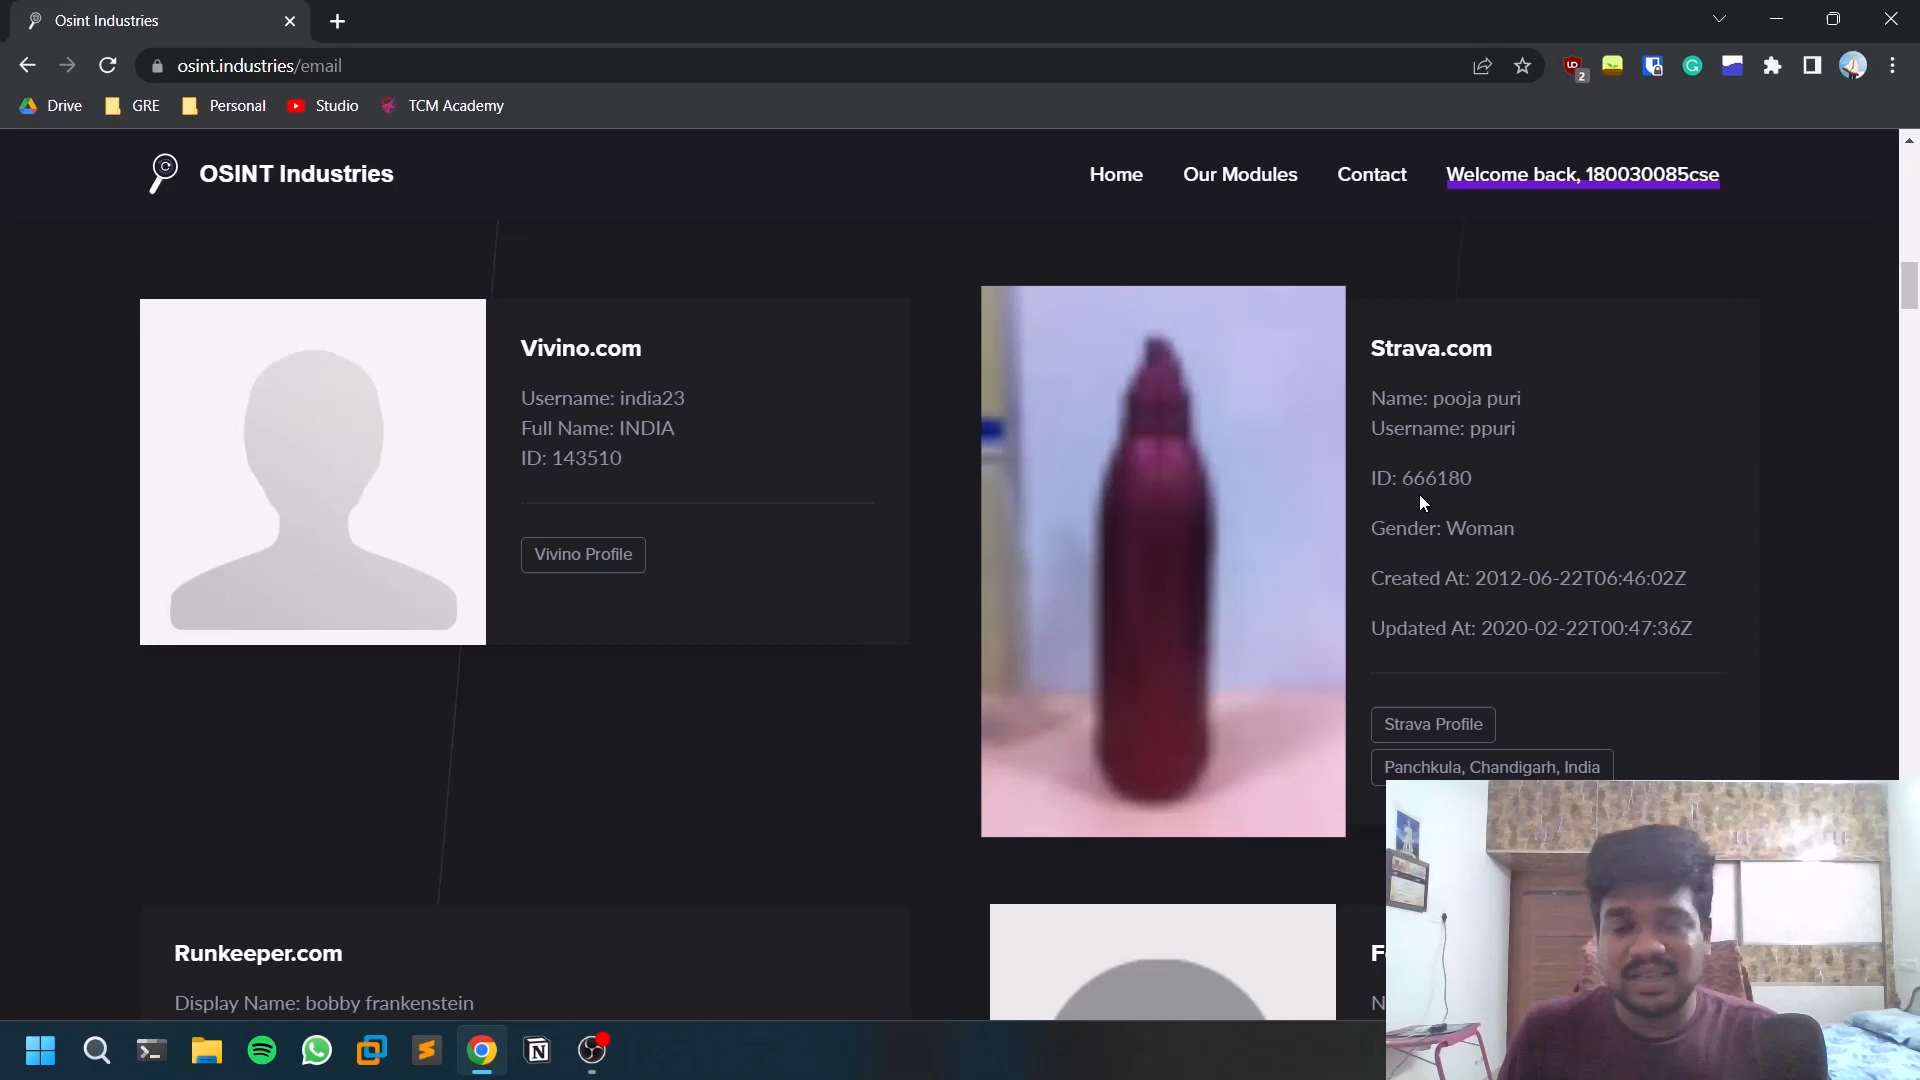 Osint Industries
osint.industries/email
2
Drive
GRE
Personal
Studio
TCM Academy
OSINT Industries
Home
Our Modules
Contact
Welcome back, 180030085cse
Vivino.com
Username: india23
Full Name: INDIA
ID: 143510
Vivino Profile
Strava.com
Name: pooja puri
Username: ppuri
ID: 666180
Gender: Woman
Created At: 2012-06-22T06:46:02Z
Updated At: 2020-02-22T00:47:36Z
Strava Profile
Panchkula, Chandigarh, India
Runkeeper.com
Display Name: bobby frankenstein